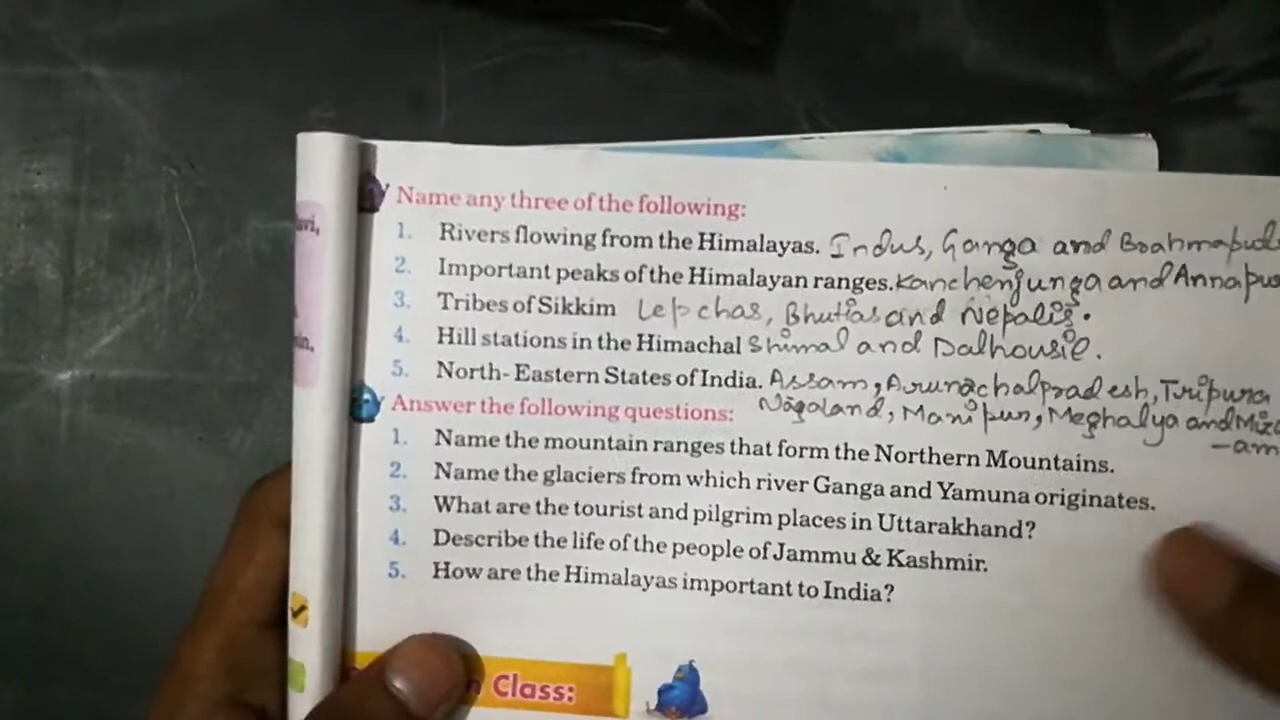 Name any three of the following:
1. Rivers flowing from the Himalayas. Indus, Ganga and
2. Important peaks of the Himalayan ranges. Kanchenjunga and
3. Tribes of Sikkim Lepchas, Bhutias and Nepalis.
4. Hill stations in the Himachal Shimal and Dalhousie.
5. North-Eastern States of India. Assam, Arunachalpradesh, Tripura
Nagaland, Manipur, Meghalya and
-am
Answer the following questions:
1. Name the mountain ranges that form the Northern Mountains.
2. Name the glaciers from which river Ganga and Yamuna originates.
3. What are the tourist and pilgrim places in Uttarakhand?
4. Describe the life of the people of Jammu & Kashmir.
5. How are the Himalayas important to India?
Class: